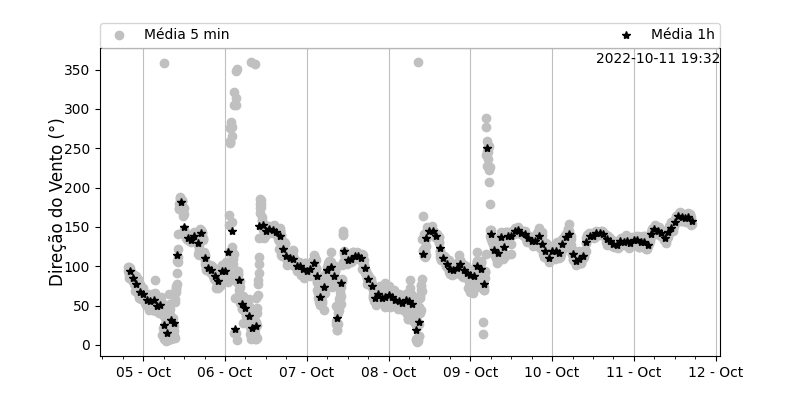 Média 5 min
Média 1h
2022-10-11 19:32
Direção do Vento (°)
350
300
250
200
150
100
50
0
05 - Oct
06 - Oct
07 - Oct
08 - Oct
09 - Oct
10 - Oct
11 - Oct
12 - Oct